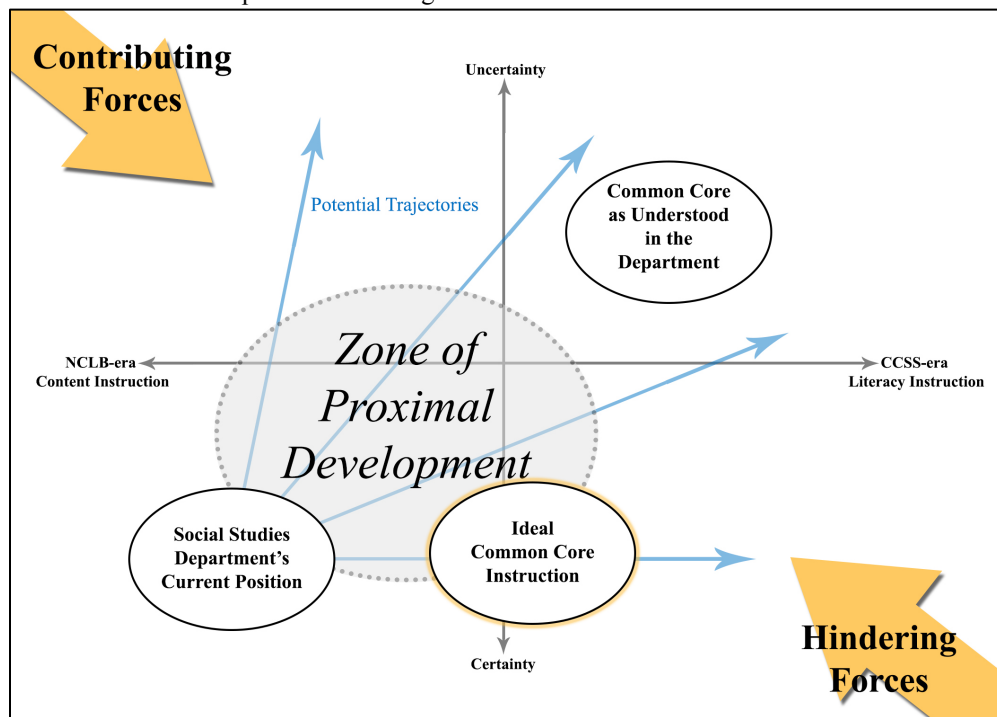 Contributing
Forces
Uncertainty
Potential Trajectories
Common Core
as Understood
in the
Department
Zone of
Proximal
Development
NCLB-era
Content Instruction
CCSS-era
Literacy Instruction
Social Studies
Department's
Current Position
Ideal
Common Core
Instruction
Certainty
Hindering
Forces